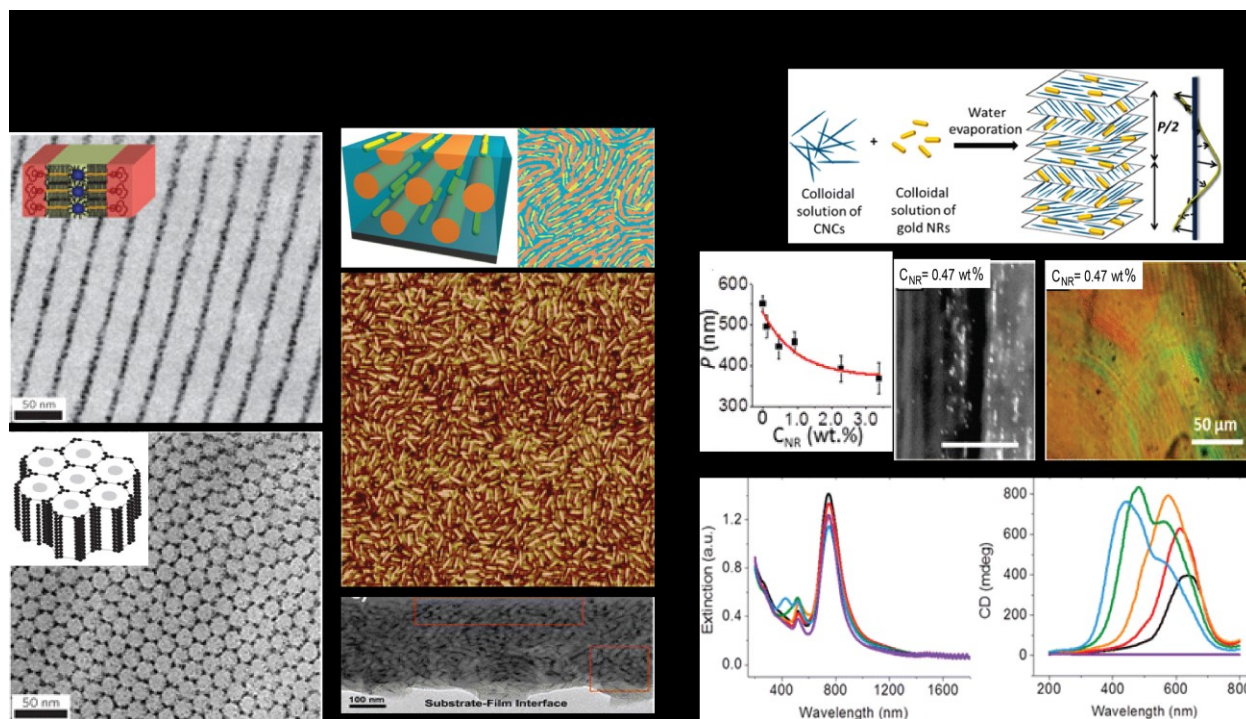 50 nm
50 nm
100 nm
Substrate-Film Interface
Colloidal
solution of
CNCs
+
Colloidal
solution of
gold NRs
Water
evaporation
P/2
P (nm)
600
500
400
300
0
1.0
2.0
3.0
C_NR (wt.%)
C_NR= 0.47 wt%
C_NR= 0.47 wt%
50 µm
Extinction (a.u.)
1.2
0.8
0.4
0.0
400
800
1200
1600
Wavelength (nm)
CD (mdeg)
800
600
400
200
0
200
400
600
800
Wavelength (nm)